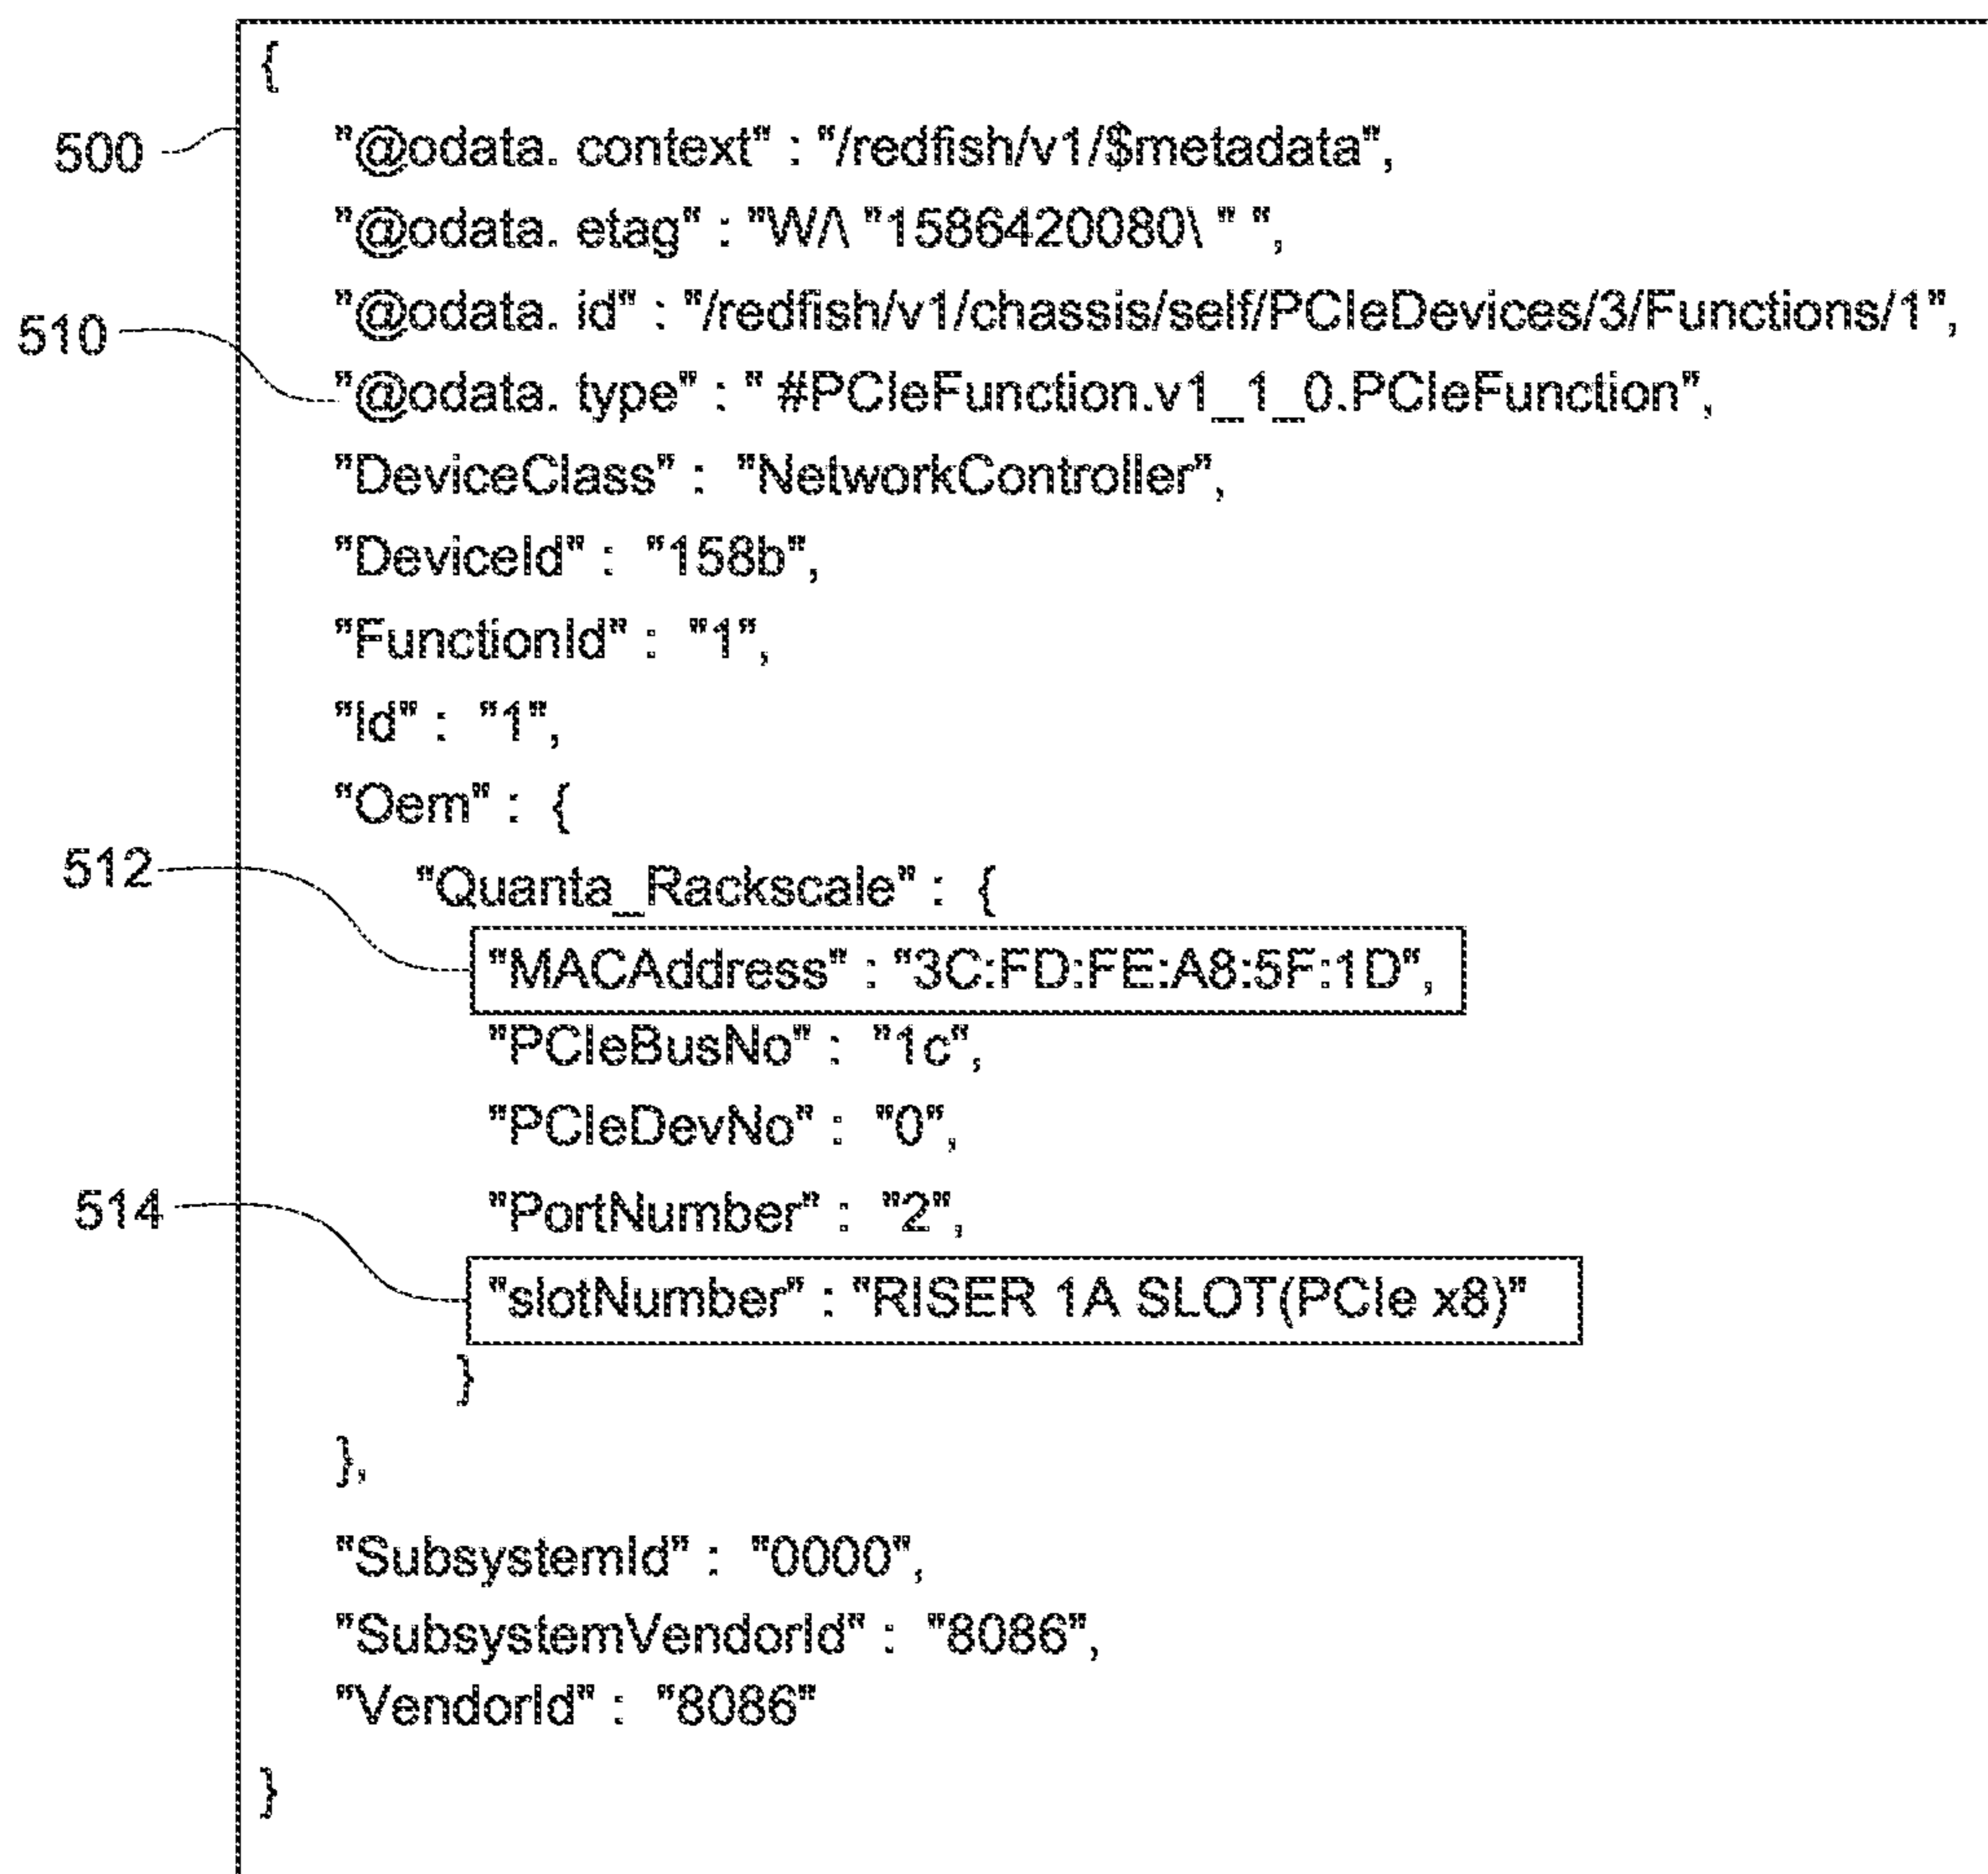 {
500
"@odata. context" : "/redfish/v1/$metadata",
"@odata. etag" : "W/\ "1586420080\ " ",
"@odata. id" : "/redfish/v1/chassis/self/PCIeDevices/3/Functions/1",
510
"@odata. type" : " #PCIeFunction.v1_1_0.PCIeFunction",
"DeviceClass" : "NetworkController",
"DeviceId" : "158b",
"FunctionId" : "1",
"Id" : "1",
"Oem" : {
512
"Quanta_Rackscale" : {
"MACAddress" : "3C:FD:FE:A8:5F:1D",
"PCIeBusNo" : "1c",
"PCIeDevNo" : "0",
514
"PortNumber" : "2",
"slotNumber" : "RISER 1A SLOT(PCIe x8)"
}
},
"SubsystemId" : "0000",
"SubsystemVendorId" : "8086",
"VendorId" : "8086"
}